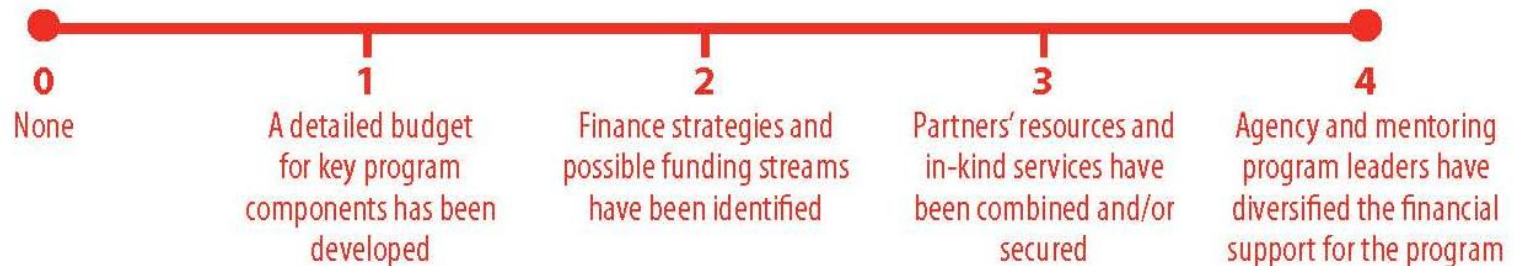 0
None
1
A detailed budget
for key program
components has been
developed
2
Finance strategies and
possible funding streams
have been identified
3
Partners’ resources and
in-kind services have
been combined and/or
secured
4
Agency and mentoring
program leaders have
diversified the financial
support for the program